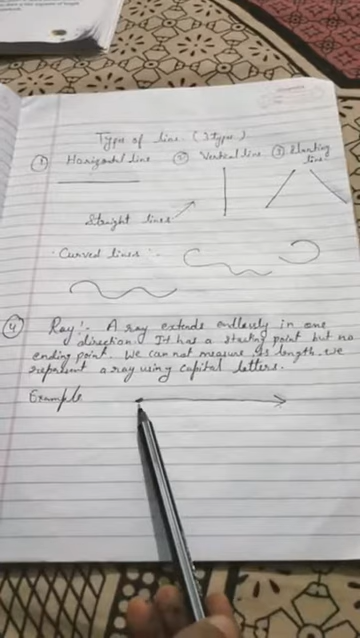 Types of line. (3 types)
① Horizontal line ② Vertical line ③ Slanting line
Straight lines
Curved lines :-
④ Ray :- A ray extends endlessly in one
direction. It has a starting point but no
ending point. We can not measure its length. We
represent a ray using capital letters.
Example